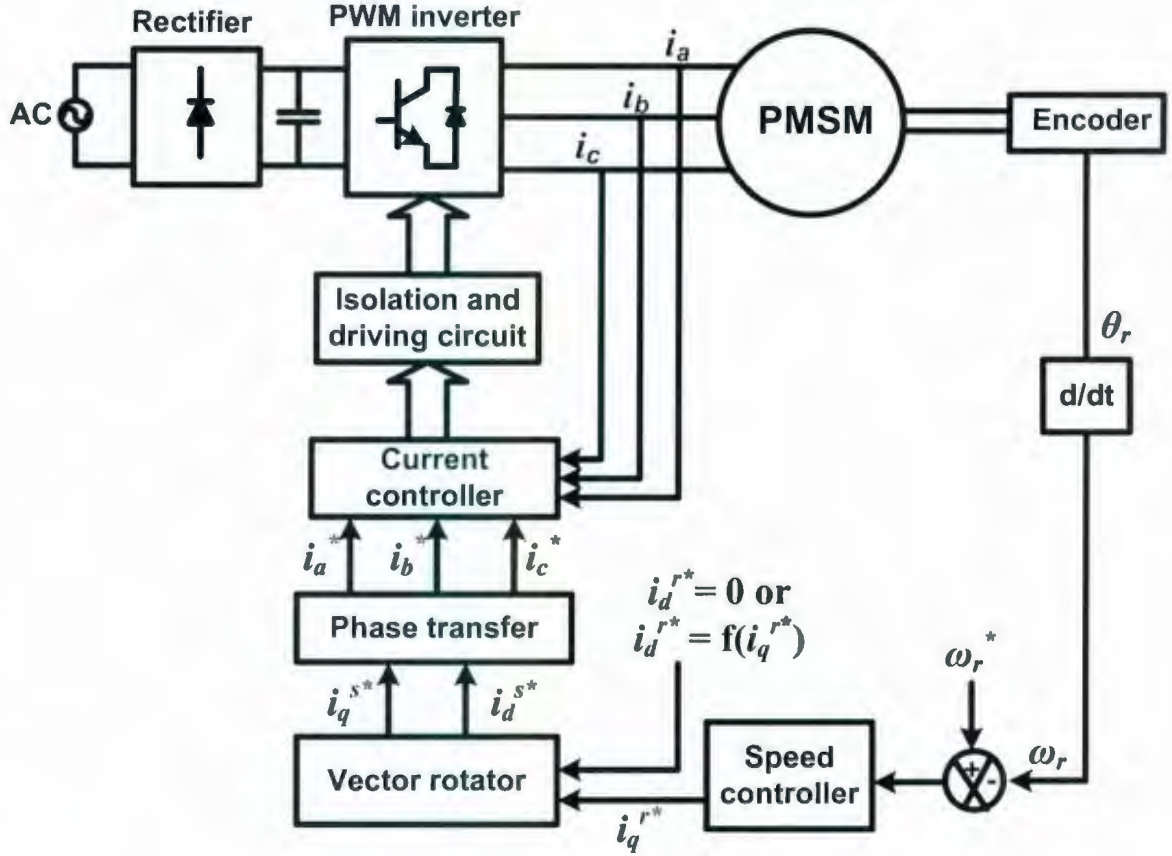 Rectifier
PWM inverter
AC
i_a
i_b
i_c
PMSM
Encoder
Isolation and
driving circuit
θ_r
d/dt
Current
controller
i_a^* i_b^* i_c^*
Phase transfer
i_d^{r*} = 0 or
i_d^{r*} = f(i_q^{r*})
ω_r^*
i_q^{s*} i_d^{s*}
Vector rotator
Speed
controller
+
-
ω_r
i_q^{r*}